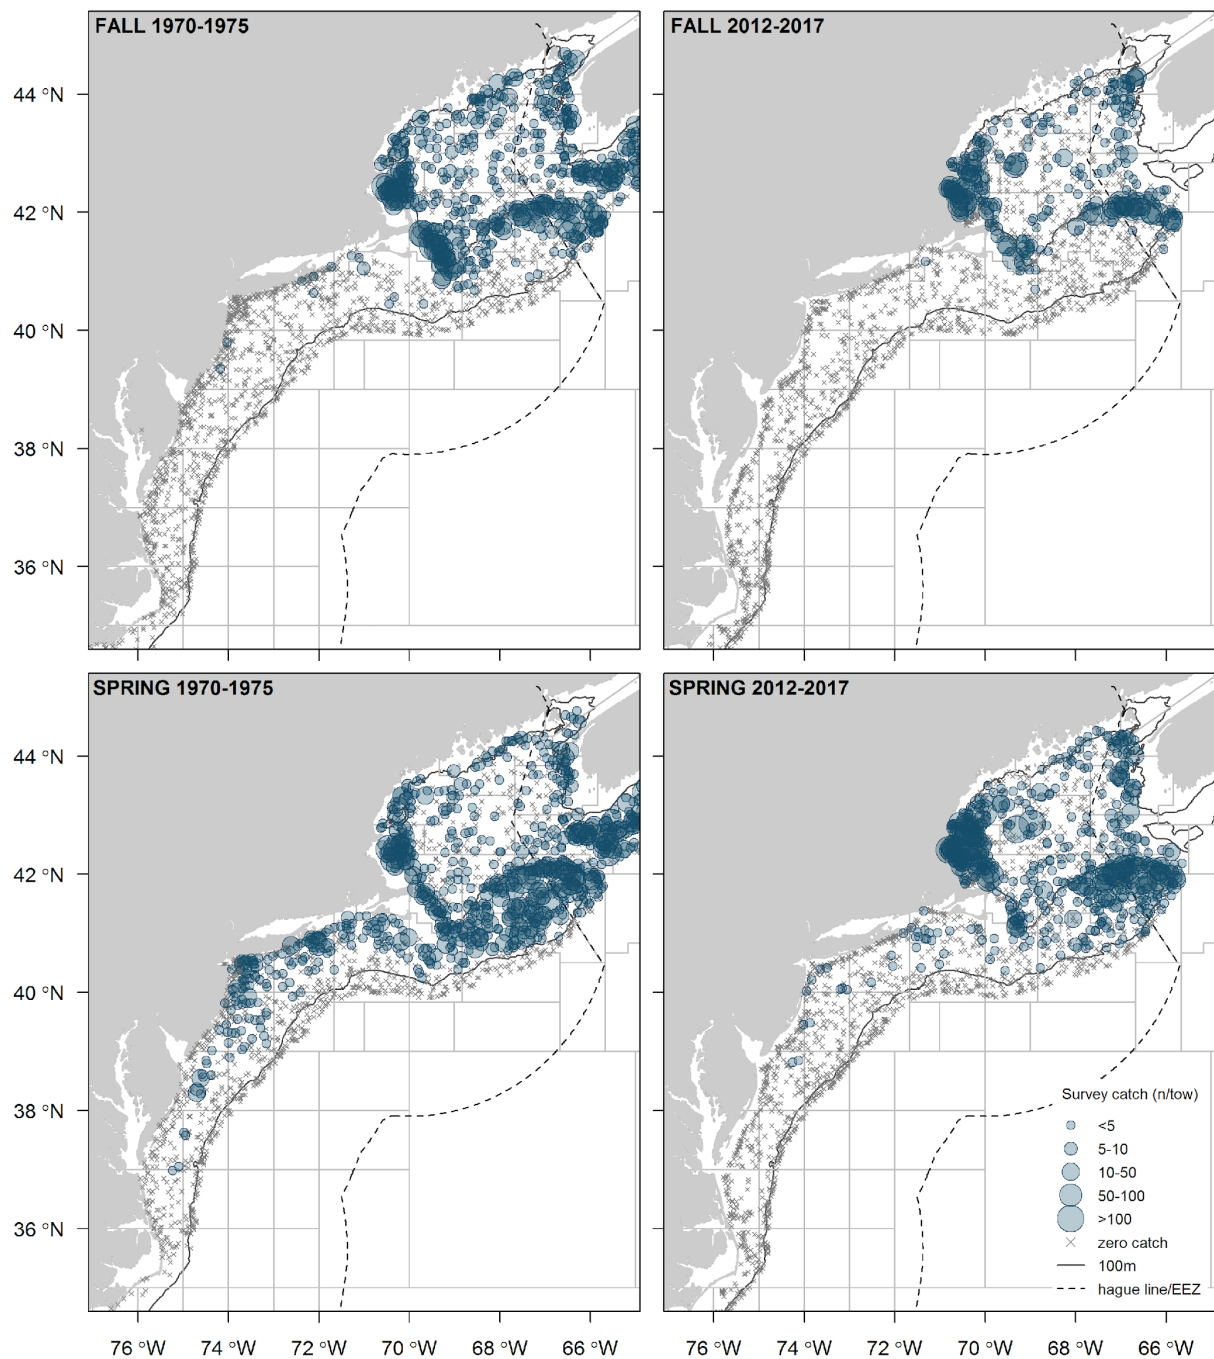 FALL 1970-1975
FALL 2012-2017
44 °N
42 °N
40 °N
38 °N
36 °N
SPRING 1970-1975
SPRING 2012-2017
44 °N
42 °N
40 °N
38 °N
36 °N
Survey catch (n/tow)
<5
5-10
10-50
50-100
>100
zero catch
100m
hague line/EEZ
76 °W 74 °W 72 °W 70 °W 68 °W 66 °W
76 °W 74 °W 72 °W 70 °W 68 °W 66 °W